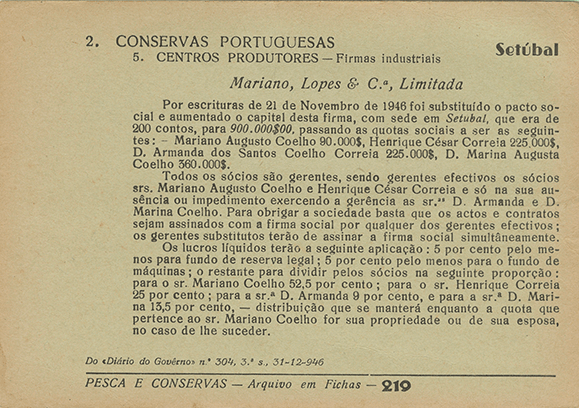 2. CONSERVAS PORTUGUESAS
Setúbal
5. CENTROS PRODUTORES — Firmas industriais
Mariano, Lopes & C.ª, Limitada
Por escrituras de 21 de Novembro de 1946 foi substituído o pacto so-
cial e aumentado o capital desta firma, com sede em Setubal, que era de
200 contos, para 900.000$00, passando as quotas sociais a ser as seguin-
tes: – Mariano Augusto Coelho 90.000$, Henrique César Correia 225.000$,
D. Armanda dos Santos Coelho Correia 225.000$, D. Marina Augusta
Coelho 360.000$.
Todos os sócios são gerentes, sendo gerentes efectivos os sócios
srs. Mariano Augusto Coelho e Henrique César Correia e só na sua au-
sência ou impedimento exercendo a gerência as sr.ᵃˢ D. Armanda e D.
Marina Coelho. Para obrigar a sociedade basta que os actos e contratos
sejam assinados com a firma social por qualquer dos gerentes efectivos;
os gerentes substitutos terão de assinar a firma social simultâneamente.
Os lucros líquidos terão a seguinte aplicação: 5 por cento pelo me-
nos para fundo de reserva legal; 5 por cento pelo menos para o fundo de
máquinas; o restante para dividir pelos sócios na seguinte proporção:
para o sr. Mariano Coelho 52,5 por cento; para o sr. Henrique Correia
25 por cento; para a sr.ª D. Armanda 9 por cento, e para a sr.ª D. Mari-
na 13,5 por cento, — distribuição que se manterá enquanto a quota que
pertence ao sr. Mariano Coelho for sua propriedade ou de sua esposa,
no caso de lhe suceder.
Do «Diário do Govêrno» n.º 304, 3.ª s., 31-12-946
PESCA E CONSERVAS — Arquivo em Fichas — 219